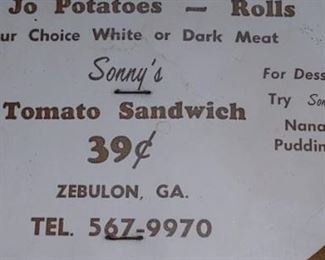 Jo Potatoes — Rolls
ur Choice White or Dark Meat
Sonny's
Tomato Sandwich
39¢
ZEBULON, GA.
TEL. 567-9970
For Dess
Try Son
Nana
Puddin